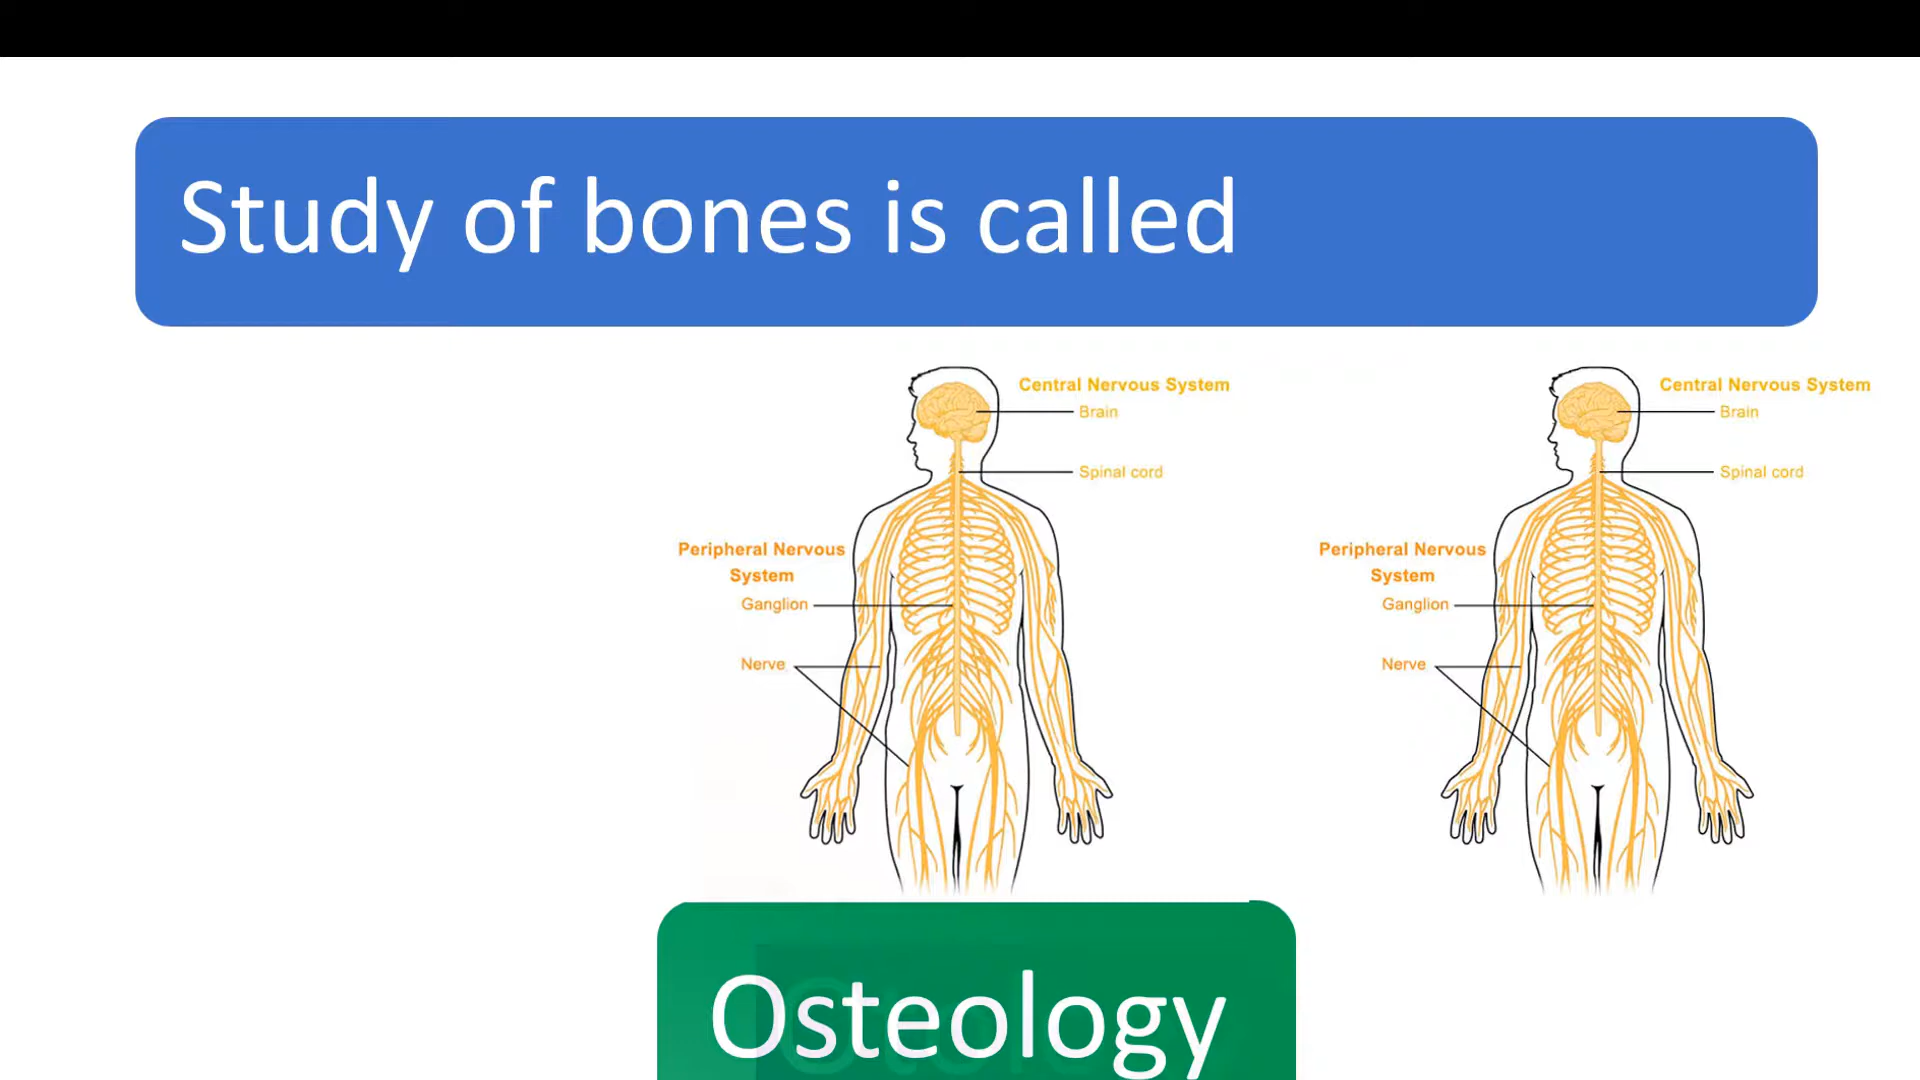 Study of bones is called
Central Nervous System
Brain
Spinal cord
Peripheral Nervous
System
Ganglion
Nerve
Central Nervous System
Brain
Spinal cord
Peripheral Nervous
System
Ganglion
Nerve
Osteology